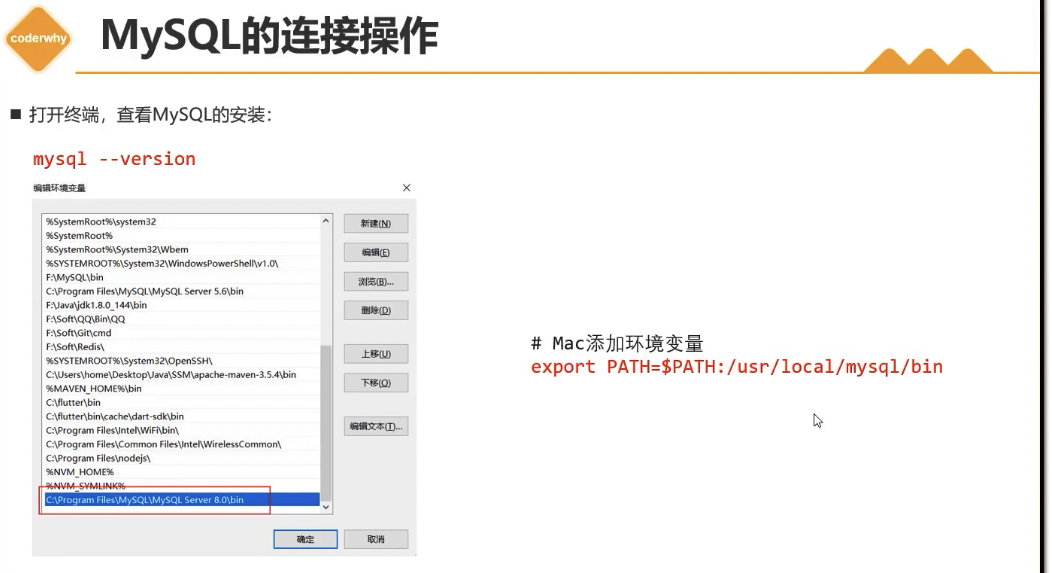 coderwhy
MySQL的连接操作
■ 打开终端，查看MySQL的安装：
mysql --version
编辑环境变量
%SystemRoot%\system32
%SystemRoot%
%SystemRoot%\System32\Wbem
%SYSTEMROOT%\System32\WindowsPowerShell\v1.0\
F:\MySQL\bin
C:\Program Files\MySQL\MySQL Server 5.6\bin
F:\Java\jdk1.8.0_144\bin
F:\Soft\QQ\Bin\QQ
F:\Soft\Git\cmd
F:\Soft\Redis\
%SYSTEMROOT%\System32\OpenSSH\
C:\Users\home\Desktop\Java\SSM\apache-maven-3.5.4\bin
%MAVEN_HOME%\bin
C:\flutter\bin
C:\flutter\bin\cache\dart-sdk\bin
C:\Program Files\Intel\WiFi\bin\
C:\Program Files\Common Files\Intel\WirelessCommon\
C:\Program Files\nodejs\
%NVM_HOME%
%NVM_SYMLINK%
C:\Program Files\MySQL\MySQL Server 8.0\bin
新建(N)
编辑(E)
浏览(B)...
删除(D)
上移(U)
下移(O)
编辑文本(T)...
确定
取消
# Mac添加环境变量
export PATH=$PATH:/usr/local/mysql/bin